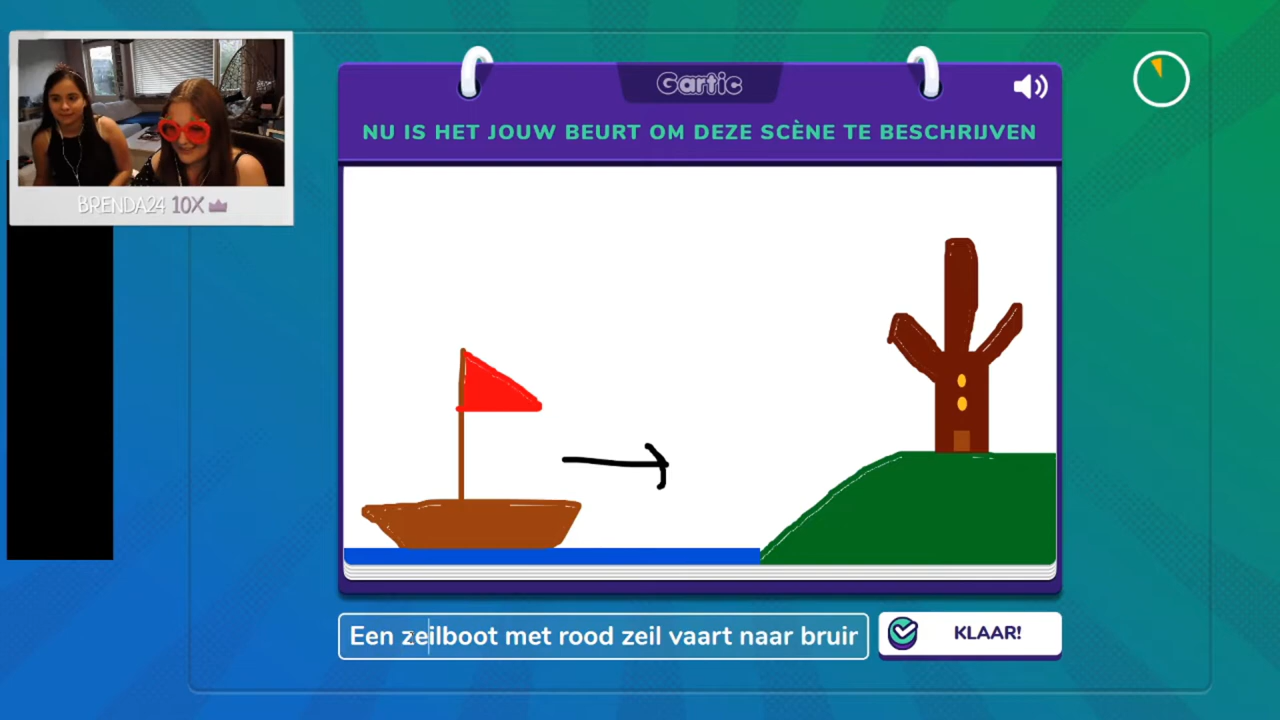 Gartic
NU IS HET JOUW BEURT OM DEZE SCÈNE TE BESCHRIJVEN
BRENDA24 10X
Een zeilboot met rood zeil vaart naar bruir
KLAAR!